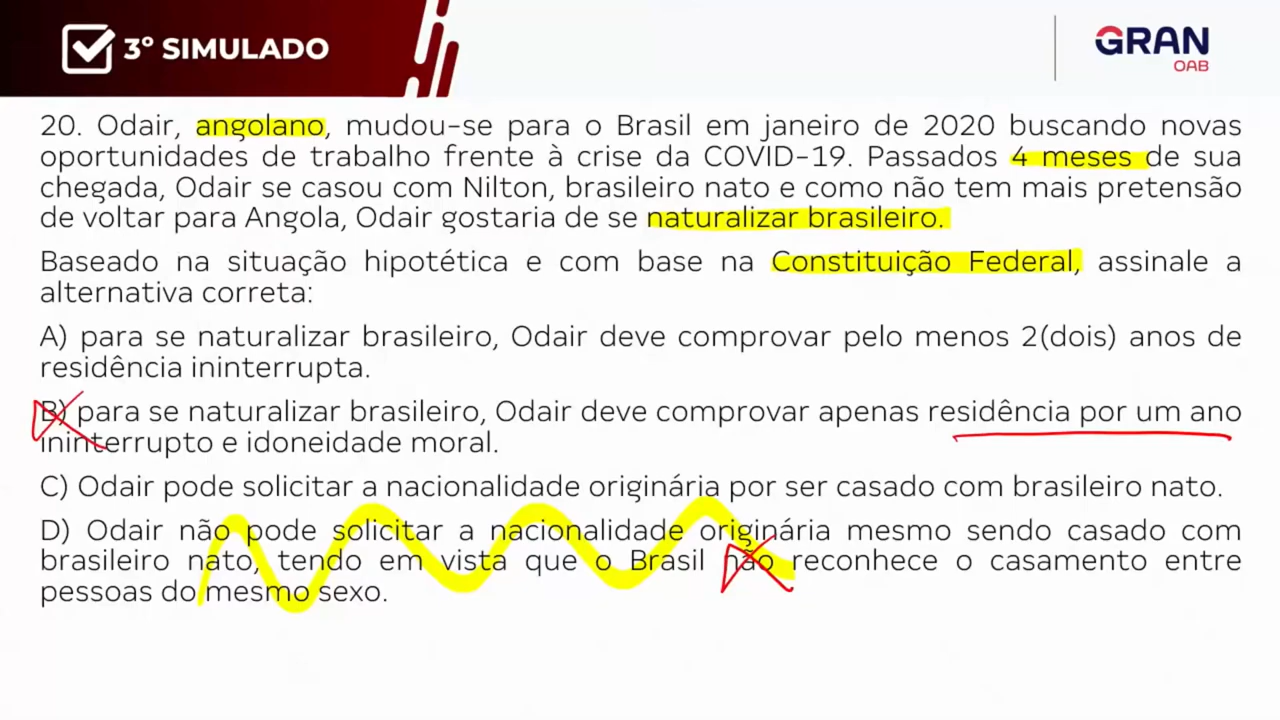 3º SIMULADO
GRAN
OAB
20. Odair, angolano, mudou-se para o Brasil em janeiro de 2020 buscando novas
oportunidades de trabalho frente à crise da COVID-19. Passados 4 meses de sua
chegada, Odair se casou com Nilton, brasileiro nato e como não tem mais pretensão
de voltar para Angola, Odair gostaria de se naturalizar brasileiro.
Baseado na situação hipotética e com base na Constituição Federal, assinale a
alternativa correta:
A) para se naturalizar brasileiro, Odair deve comprovar pelo menos 2(dois) anos de
residência ininterrupta.
B) para se naturalizar brasileiro, Odair deve comprovar apenas residência por um ano
ininterrupto e idoneidade moral.
C) Odair pode solicitar a nacionalidade originária por ser casado com brasileiro nato.
D) Odair não pode solicitar a nacionalidade originária mesmo sendo casado com
brasileiro nato, tendo em vista que o Brasil não reconhece o casamento entre
pessoas do mesmo sexo.